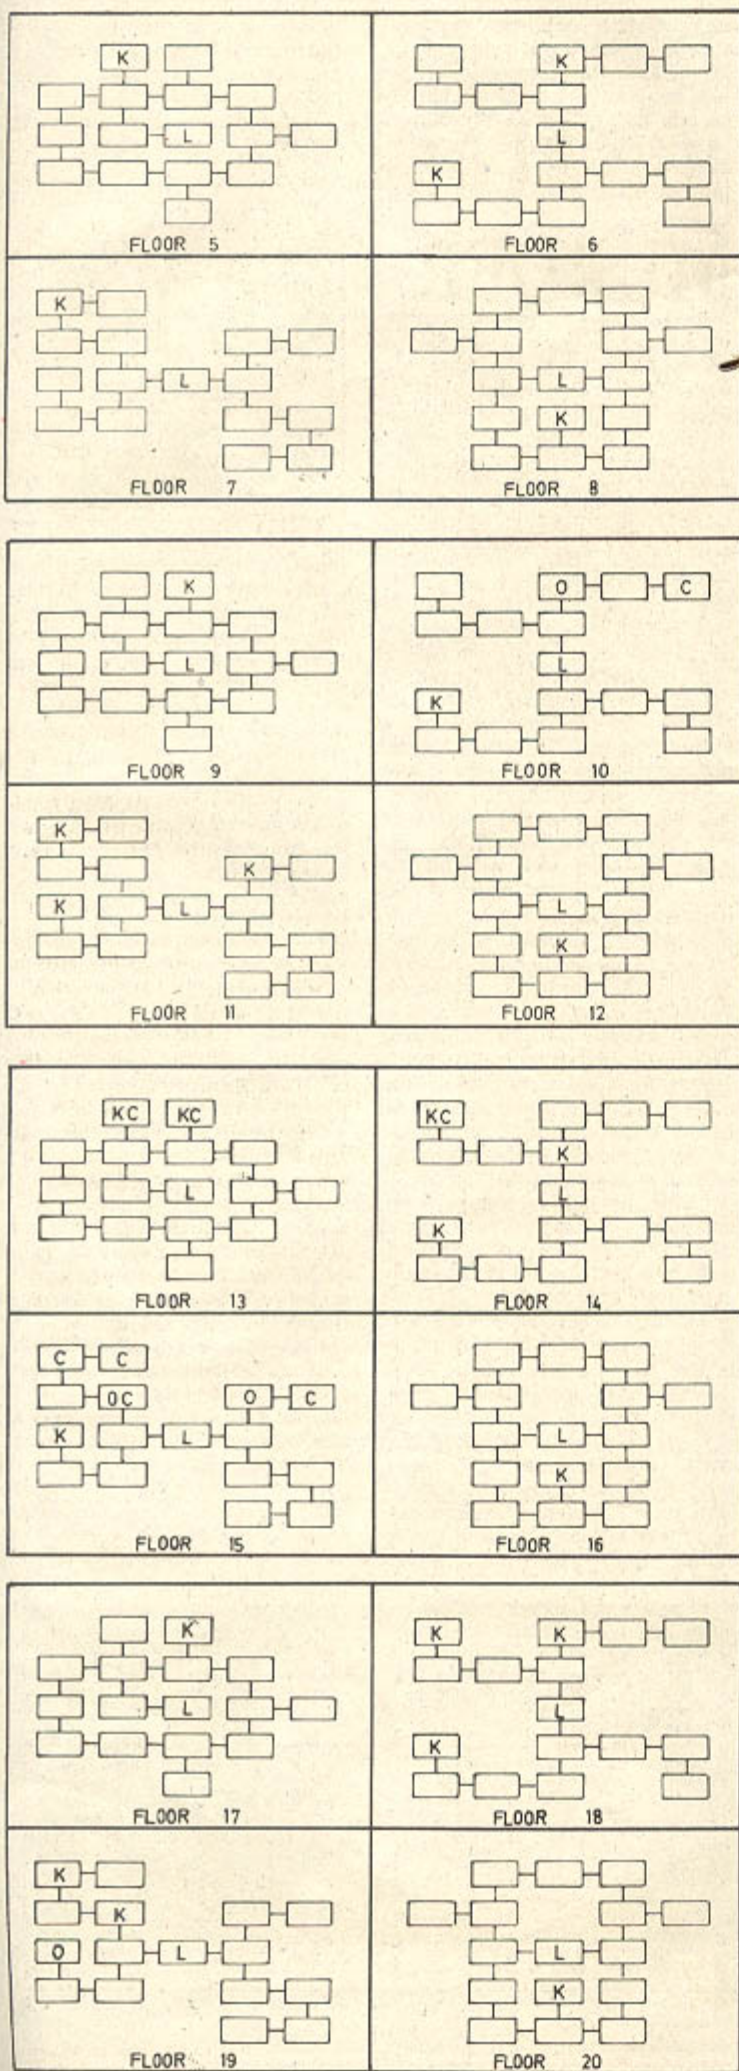 K
L
FLOOR 5
K
L
K
FLOOR 6
K
L
FLOOR 7
L
K
FLOOR 8
K
L
FLOOR 9
O C
L
K
FLOOR 10
K
K
K L
FLOOR 11
L
K
FLOOR 12
KC KC
L
FLOOR 13
KC
K
L
K
FLOOR 14
C C
OC O C
K L
FLOOR 15
L
K
FLOOR 16
K
L
FLOOR 17
K K
L
K
FLOOR 18
K
K
O L
FLOOR 19
L
K
FLOOR 20